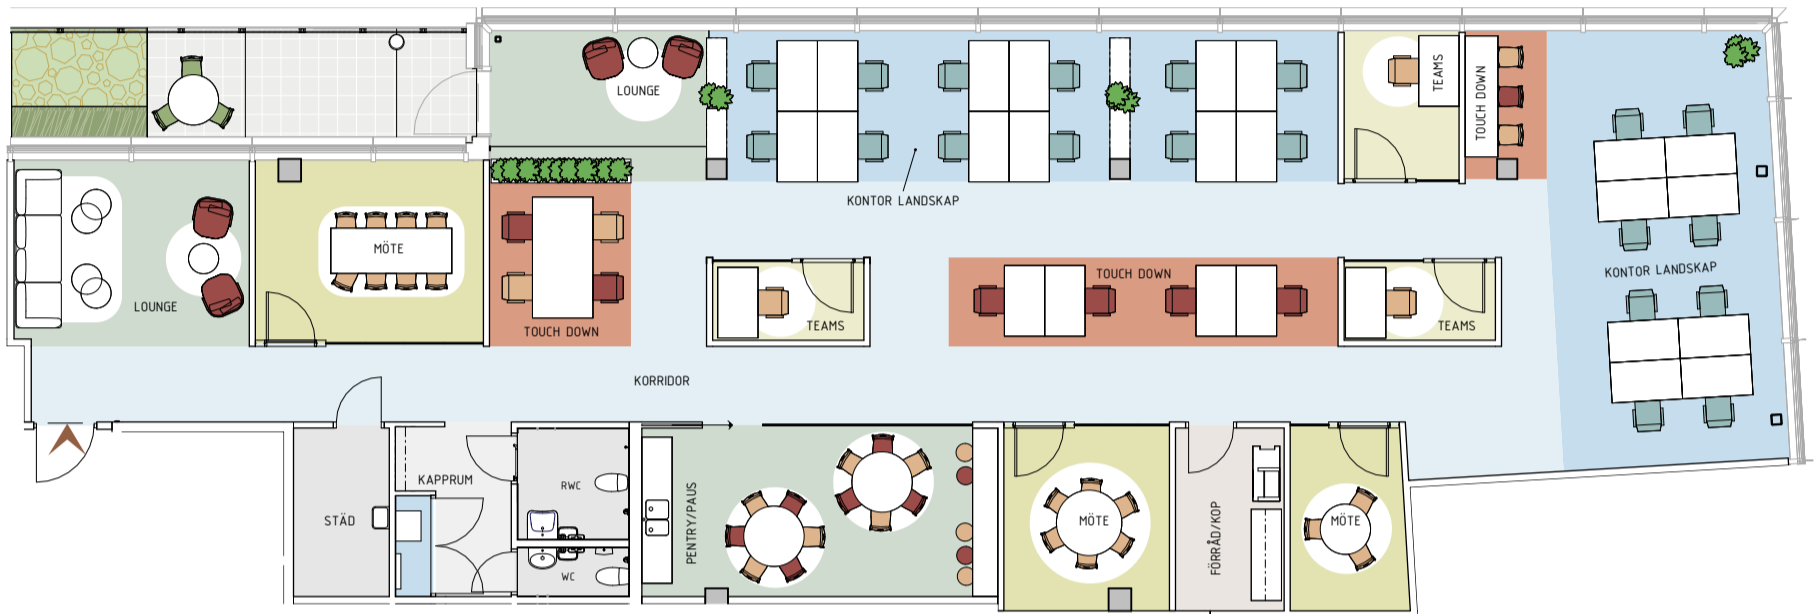 LOUNGE
TEAMS
TOUCH DOWN
KONTOR LANDSKAP
MÖTE
LOUNGE
TOUCH DOWN
TEAMS
TOUCH DOWN
TEAMS
KONTOR LANDSKAP
KORRIDOR
STÄD
KAPPRUM
RWC
WC
PENTRY/PAUS
MÖTE
FÖRRÅD/KOP
MÖTE